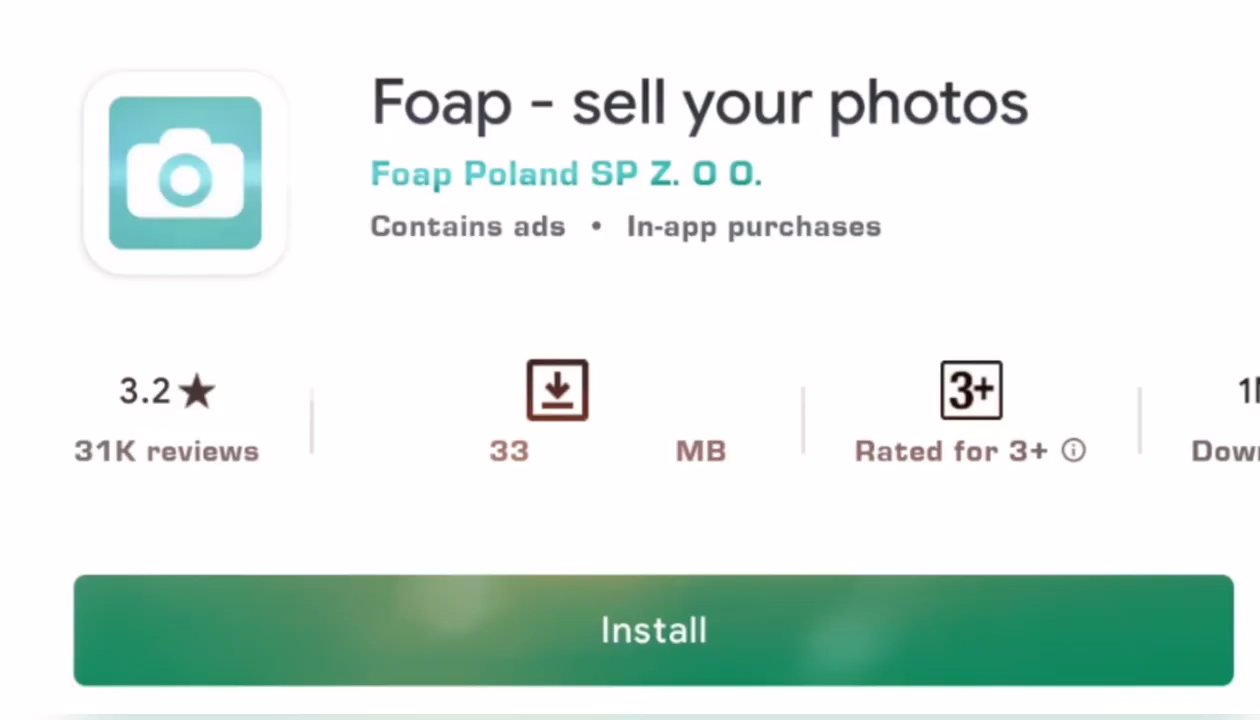 Foap - sell your photos
Foap Poland SP Z. O O.
Contains ads • In-app purchases
3.2★
3+
31K reviews
33 MB
Rated for 3+
Install